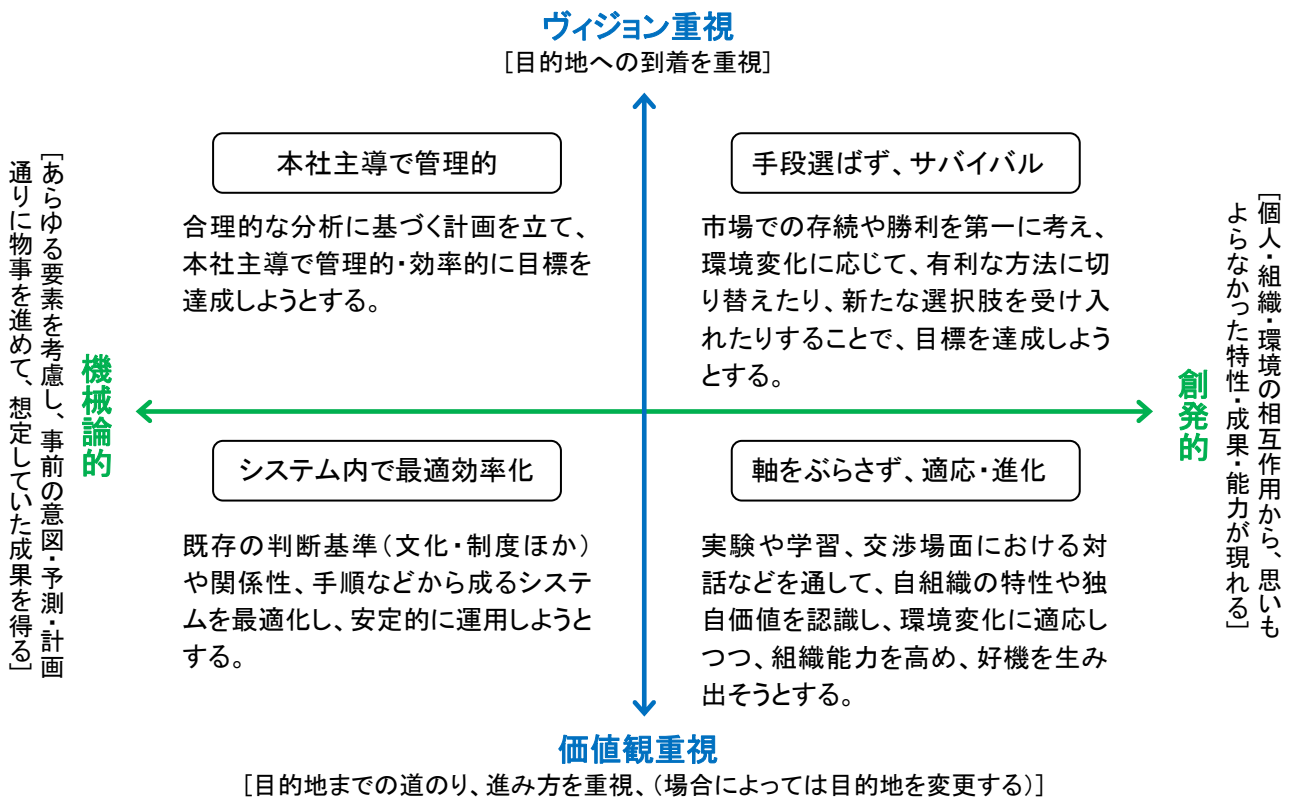 ヴィジョン重視
[目的地への到着を重視]
[あらゆる要素を考慮し、事前の意図・予測・計画
通りに物事を進めて、想定していた成果を得る]
機械論的
本社主導で管理的
合理的な分析に基づく計画を立て、
本社主導で管理的・効率的に目標を
達成しようとする。
手段選ばず、サバイバル
市場での存続や勝利を第一に考え、
環境変化に応じて、有利な方法に切
り替えたり、新たな選択肢を受け入
れたりすることで、目標を達成しよう
とする。
システム内で最適効率化
既存の判断基準（文化・制度ほか）
や関係性、手順などから成るシステ
ムを最適化し、安定的に運用しようと
する。
軸をぶらさず、適応・進化
実験や学習、交渉場面における対
話などを通して、自組織の特性や独
自価値を認識し、環境変化に適応し
つつ、組織能力を高め、好機を生み
出そうとする。
創発的
[個人・組織・環境の相互作用から、思いも
よらなかった特性・成果・能力が現れる]
価値観重視
[目的地までの道のり、進み方を重視、（場合によっては目的地を変更する）]